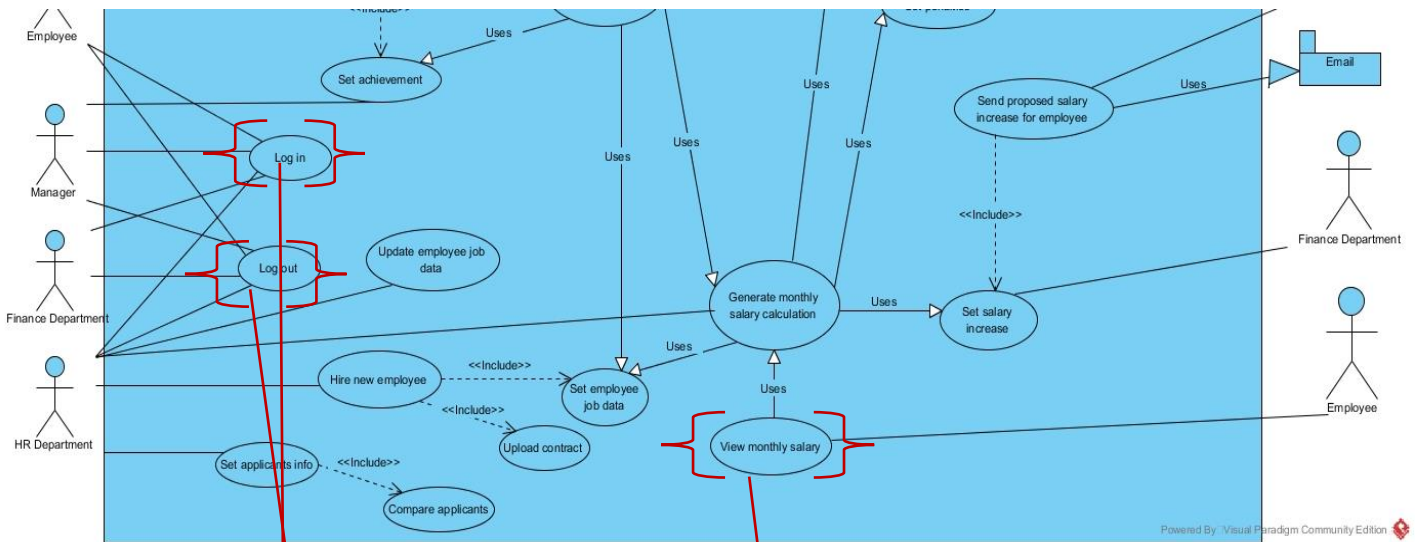 <<Include>>
Employee
Uses
Set achievement
Email
Uses
Uses
Send proposed salary
increase for employee
Uses
Uses
Log in
Uses
Manager
<<Include>>
Finance Department
Update employee job
data
Log out
Generate monthly
salary calculation
Uses
Set salary
increase
Finance Department
Uses
<<Include>>
Hire new employee
Set employee
job data
Uses
Employee
<<Include>>
HR Department
Upload contract
View monthly salary
Set applicants info
<<Include>>
Compare applicants
Powered By Visual Paradigm Community Edition